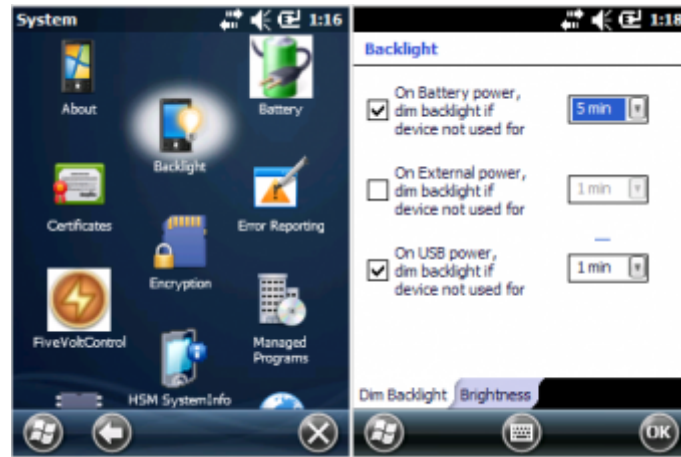 System 1:16
About
Battery
Backlight
Certificates
Error Reporting
Encryption
FiveVoltControl
Managed
Programs
HSM SystemInfo
1:18
Backlight
On Battery power,
dim backlight if
device not used for
5 min
On External power,
dim backlight if
device not used for
1 min
On USB power,
dim backlight if
device not used for
1 min
Dim Backlight Brightness
OK